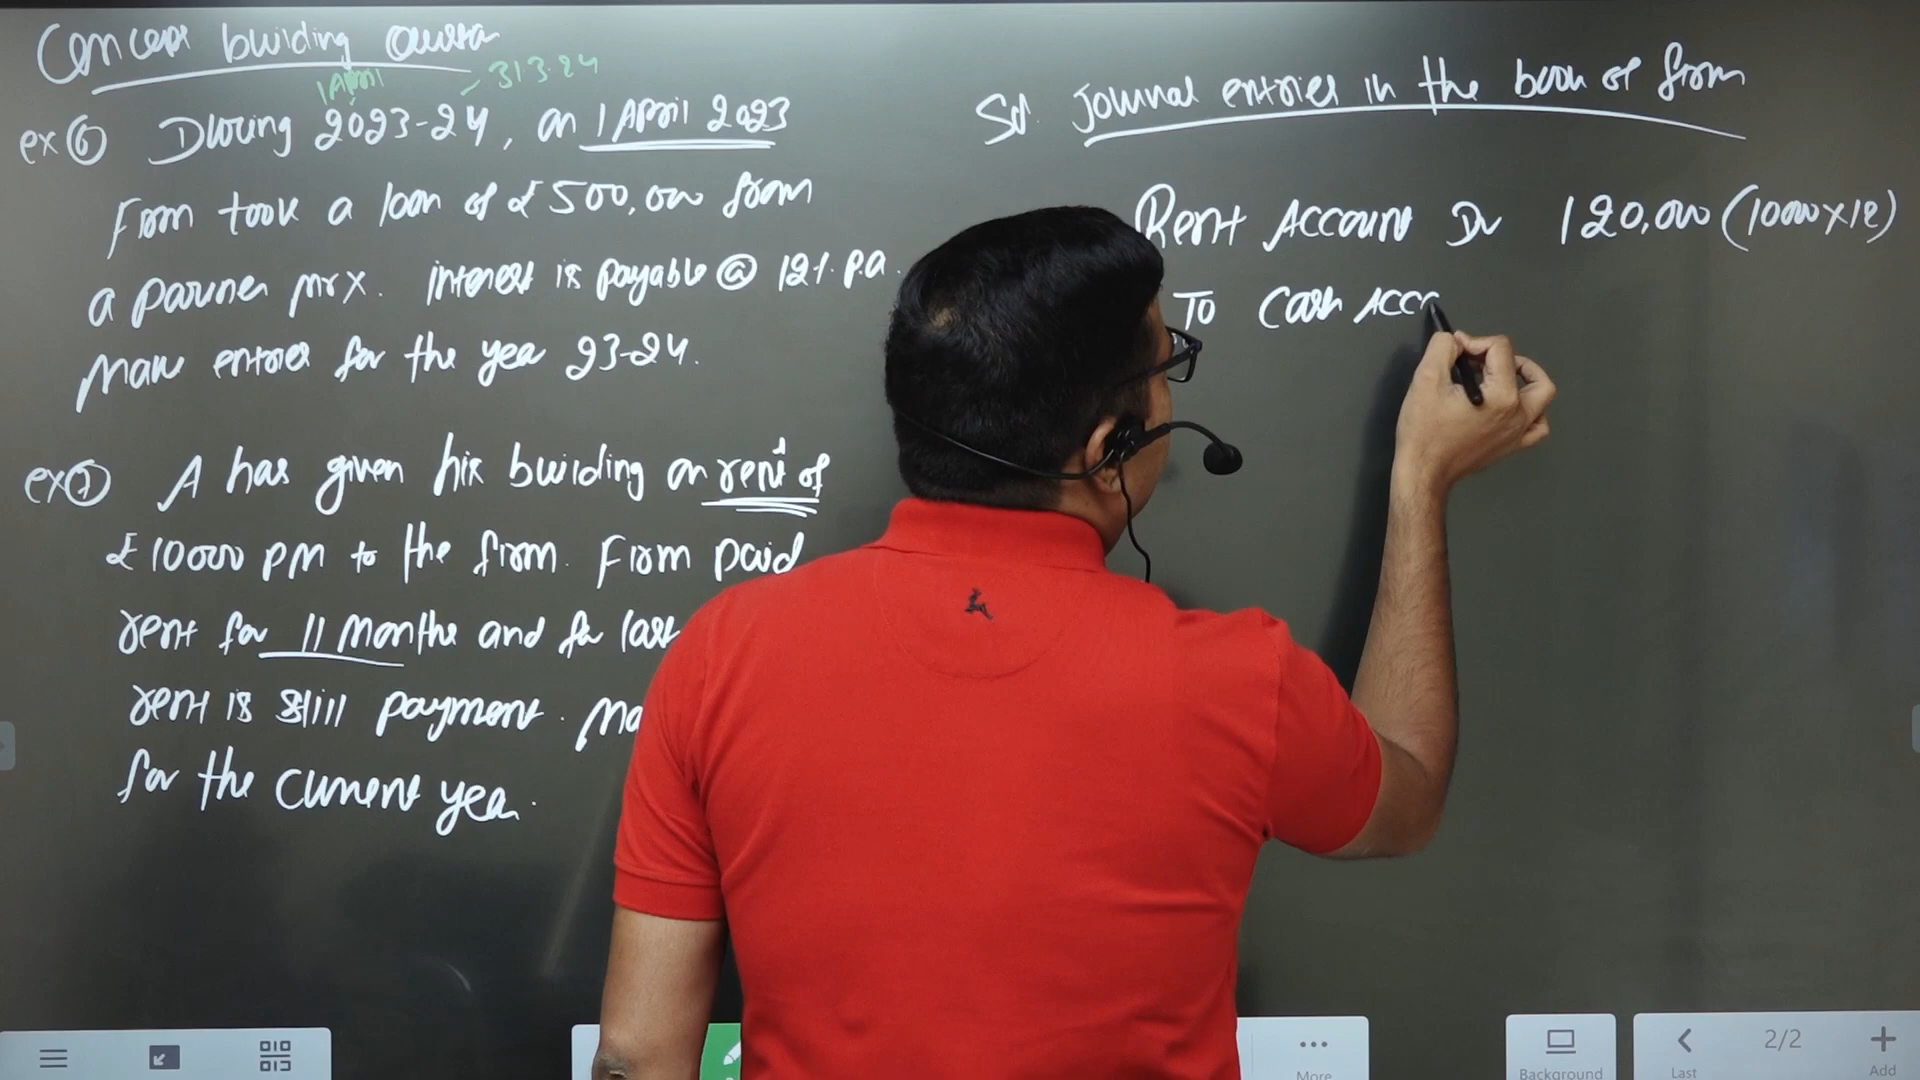 Concept building
1 April - 31.3.24
ex 6 During 2023-24, on 1 April 2023
Firm took a loan of ₹ 500,000 from
a partner Mr X. interest is payable @ 12% p.a.
Make entries for the year 23-24.
ex 7 A has given his building on rent of
₹ 10000 PM to the firm. Firm paid
rent for 11 months and for last
rent is still payment. Ma
for the current year.
Sol. Journal entries in the book of firm
Rent Account Dr 120,000 (10000x12)
To Cash Acco
More
Background
Last
2/2
Add